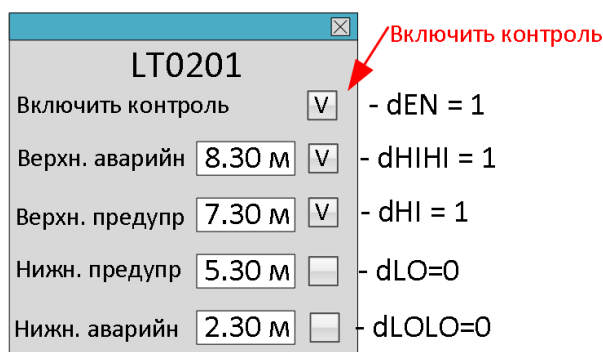 Включить контроль
LT0201
Включить контроль V - dEN = 1
Верхн. аварийн 8.30 м V - dHIHI = 1
Верхн. предупр 7.30 м V - dHI = 1
Нижн. предупр 5.30 м - dLO=0
Нижн. аварийн 2.30 м - dLOLO=0